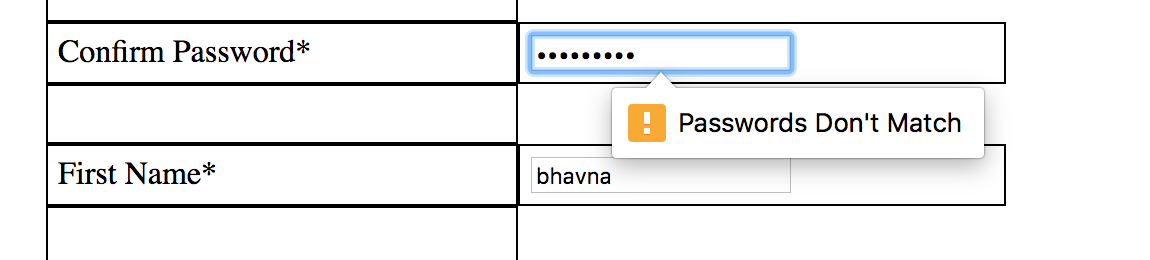 Confirm Password*
•••••••••
Passwords Don't Match
First Name*
bhavna